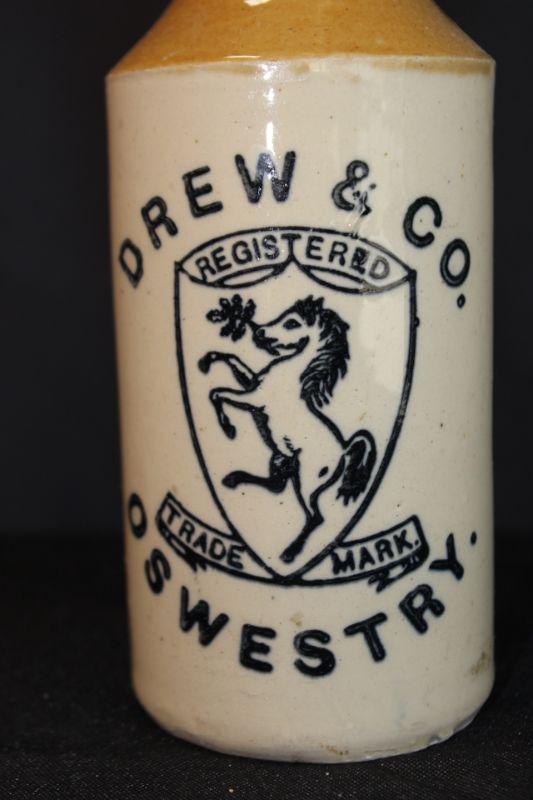 DREW & CO.
REGISTERED
TRADE MARK.
OSWESTRY.